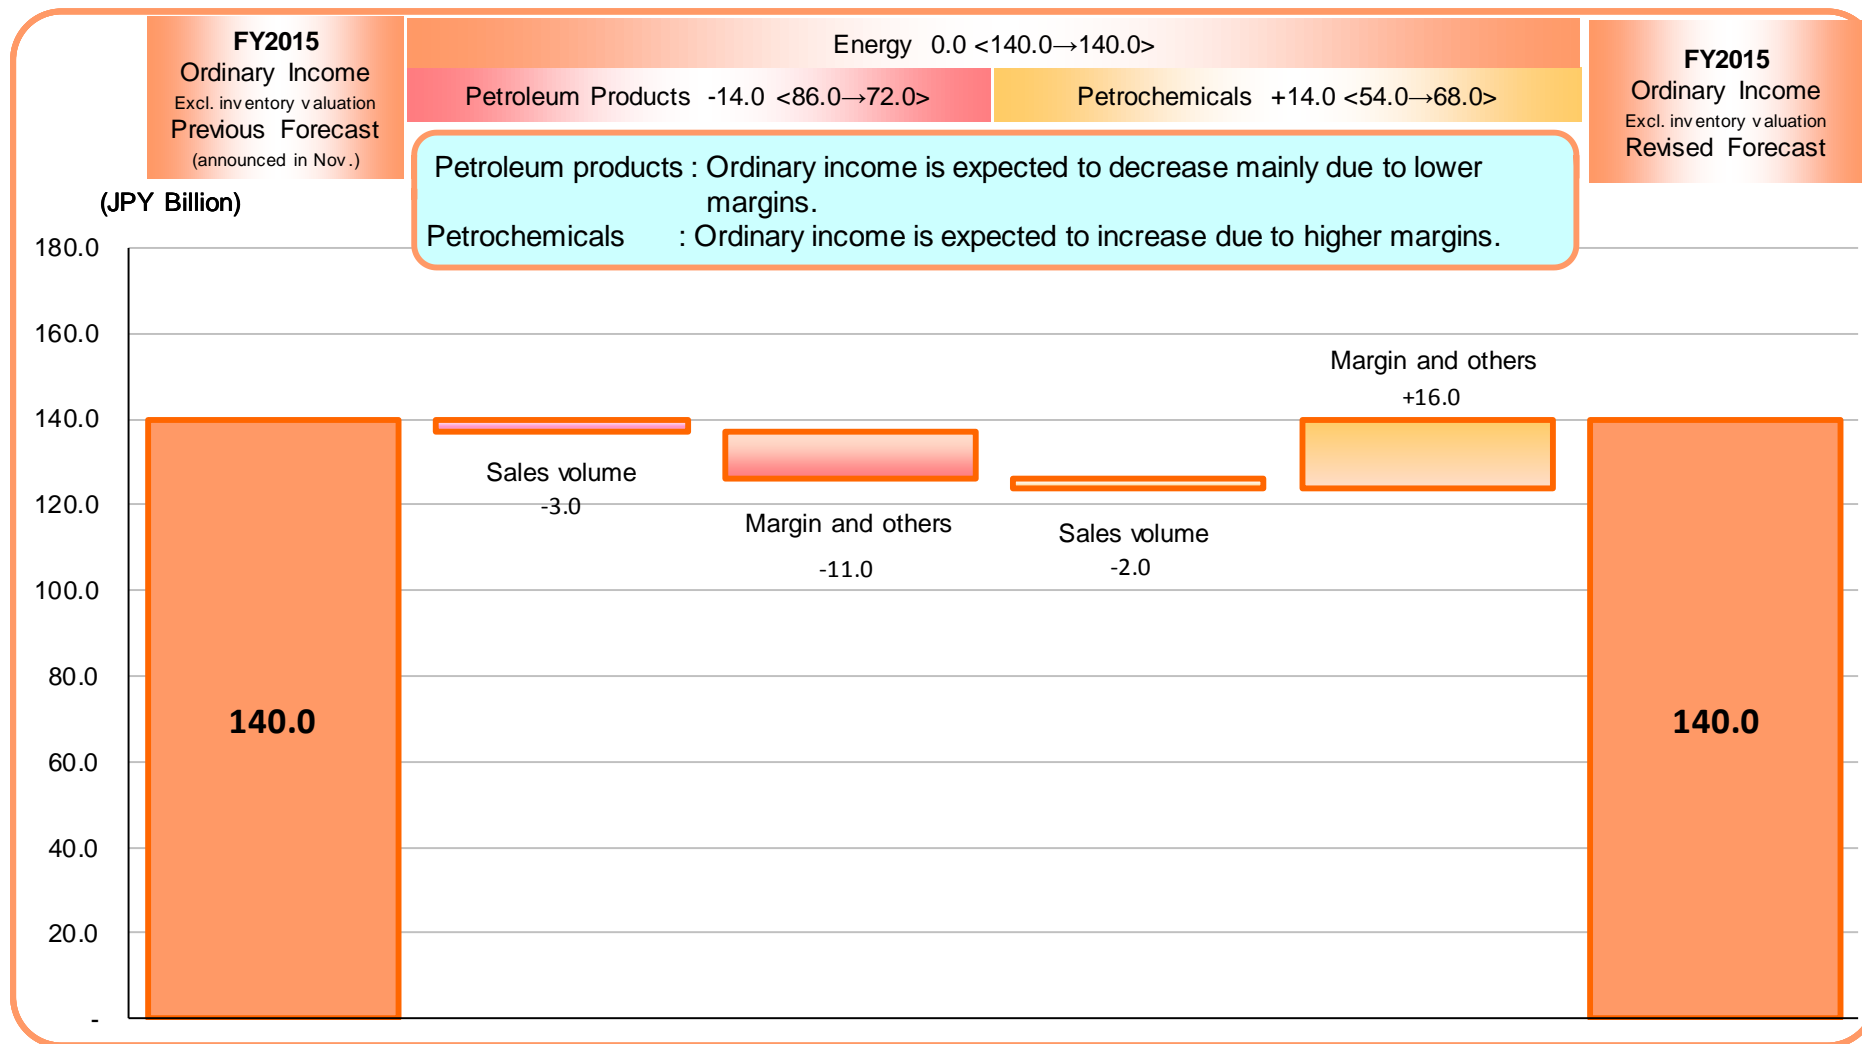 FY2015
Ordinary Income
Excl. inventory valuation
Previous Forecast
(announced in Nov.)
Energy 0.0 <140.0→140.0>
Petroleum Products -14.0 <86.0→72.0>
Petrochemicals +14.0 <54.0→68.0>
FY2015
Ordinary Income
Excl. inventory valuation
Revised Forecast
Petroleum products : Ordinary income is expected to decrease mainly due to lower
margins.
Petrochemicals : Ordinary income is expected to increase due to higher margins.
(JPY Billion)
180.0
160.0
140.0
120.0
100.0
80.0
60.0
40.0
20.0
-
140.0
Sales volume
-3.0
Margin and others
-11.0
Sales volume
-2.0
Margin and others
+16.0
140.0